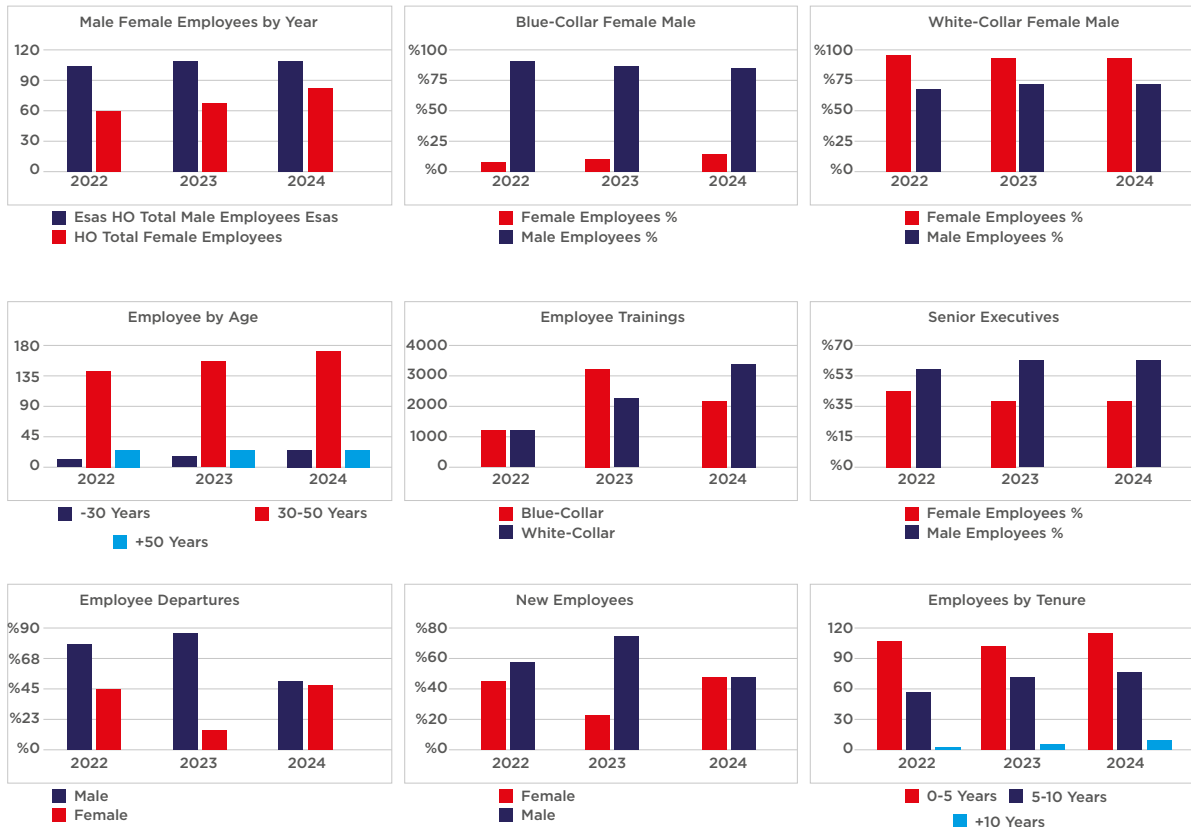 Male Female Employees by Year
120
90
60
30
0
2022 2023 2024
Esas HO Total Male Employees Esas
HO Total Female Employees
Blue-Collar Female Male
%100
%75
%50
%25
%0
2022 2023 2024
Female Employees %
Male Employees %
White-Collar Female Male
%100
%75
%50
%25
%0
2022 2023 2024
Female Employees %
Male Employees %
Employee by Age
180
135
90
45
0
2022 2023 2024
-30 Years 30-50 Years
+50 Years
Employee Trainings
4000
3000
2000
1000
0
2022 2023 2024
Blue-Collar
White-Collar
Senior Executives
%70
%53
%35
%15
%0
2022 2023 2024
Female Employees %
Male Employees %
Employee Departures
%90
%68
%45
%23
%0
2022 2023 2024
Male
Female
New Employees
%80
%60
%40
%20
%0
2022 2023 2024
Female
Male
Employees by Tenure
120
90
60
30
0
2022 2023 2024
0-5 Years 5-10 Years
+10 Years